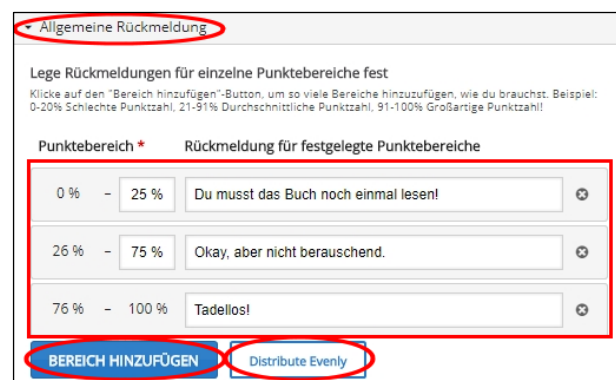 Allgemeine Rückmeldung
Lege Rückmeldungen für einzelne Punktebereiche fest
Klicke auf den "Bereich hinzufügen"-Button, um so viele Bereiche hinzuzufügen, wie du brauchst. Beispiel:
0-20% Schlechte Punktzahl, 21-91% Durchschnittliche Punktzahl, 91-100% Großartige Punktzahl!
Punktebereich * Rückmeldung für festgelegte Punktebereiche
0 % – 25 % Du musst das Buch noch einmal lesen!
26 % – 75 % Okay, aber nicht berauschend.
76 % – 100 % Tadellos!
BEREICH HINZUFÜGEN Distribute Evenly